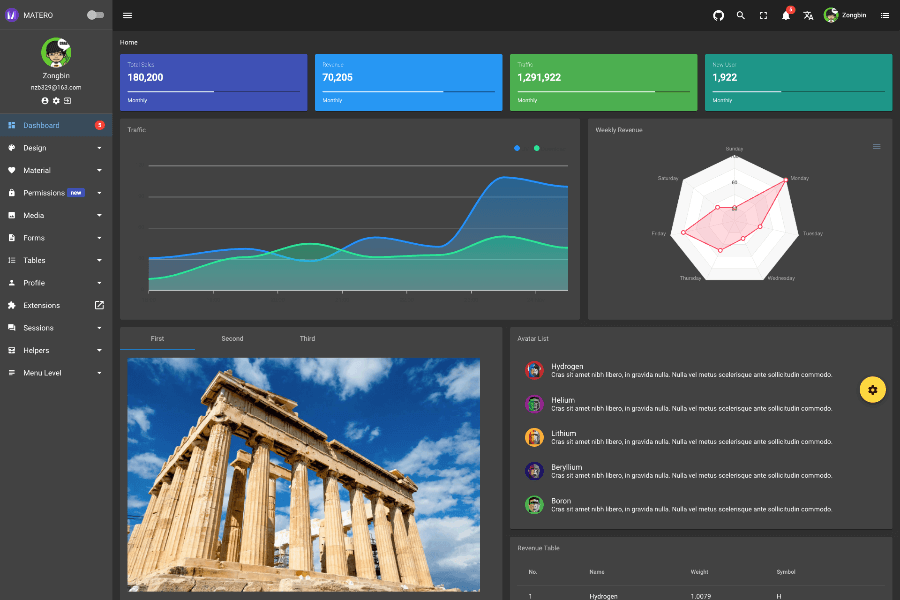 MATERO
Zongbin
nzb329@163.com
Dashboard 5
Design
Material
Permissions new
Media
Forms
Tables
Profile
Extensions
Sessions
Helpers
Menu Level
5
Zongbin
Home
Total Sales
180,200
Monthly
Revenue
70,205
Monthly
Traffic
1,291,922
Monthly
New User
1,922
Monthly
Traffic
Weekly Revenue
Sunday
Monday
Tuesday
Wednesday
Thursday
Friday
Saturday
First Second Third
Avatar List
Hydrogen
Cras sit amet nibh libero, in gravida nulla. Nulla vel metus scelerisque ante sollicitudin commodo.
Helium
Cras sit amet nibh libero, in gravida nulla. Nulla vel metus scelerisque ante sollicitudin commodo.
Lithium
Cras sit amet nibh libero, in gravida nulla. Nulla vel metus scelerisque ante sollicitudin commodo.
Beryllium
Cras sit amet nibh libero, in gravida nulla. Nulla vel metus scelerisque ante sollicitudin commodo.
Boron
Cras sit amet nibh libero, in gravida nulla. Nulla vel metus scelerisque ante sollicitudin commodo.
Revenue Table
No. Name Weight Symbol
1 Hydrogen 1.0079 H